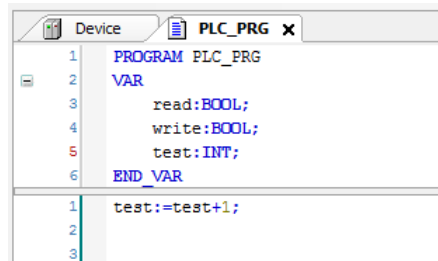 Device PLC_PRG X
1 PROGRAM PLC_PRG
2 VAR
3 read:BOOL;
4 write:BOOL;
5 test:INT;
6 END_VAR
1 test:=test+1;
2
3